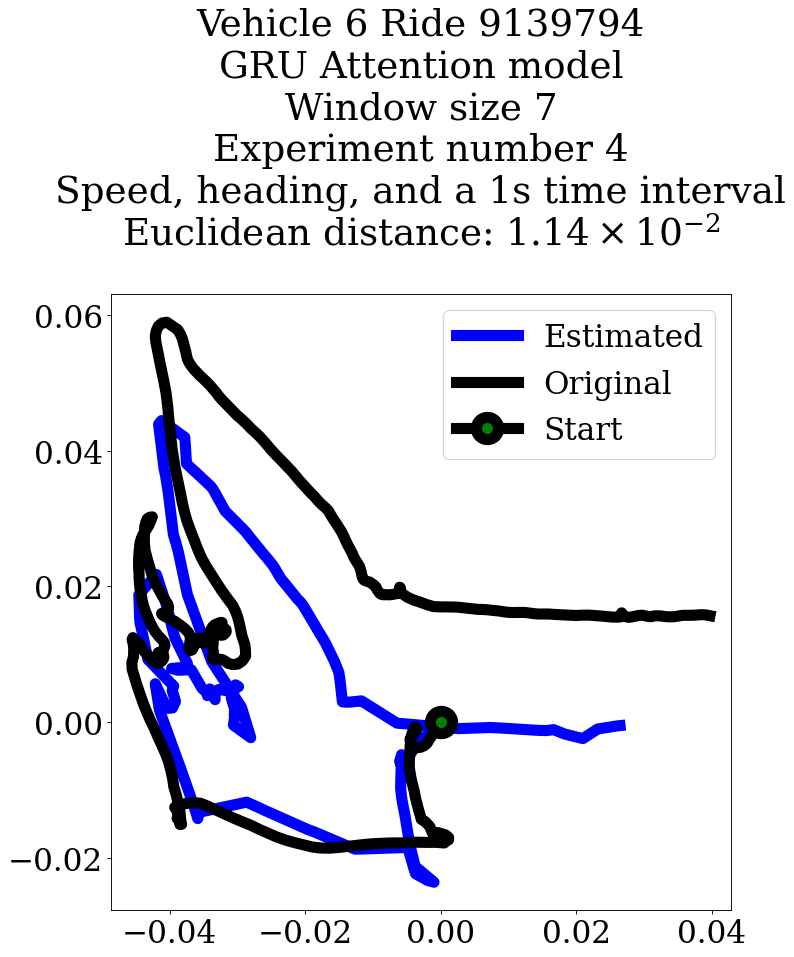 Vehicle 6 Ride 9139794
GRU Attention model
Window size 7
Experiment number 4
Speed, heading, and a 1s time interval
Euclidean distance: 1.14 × 10⁻²
Estimated
Original
Start
0.06
0.04
0.02
0.00
−0.02
−0.04 −0.02 0.00 0.02 0.04